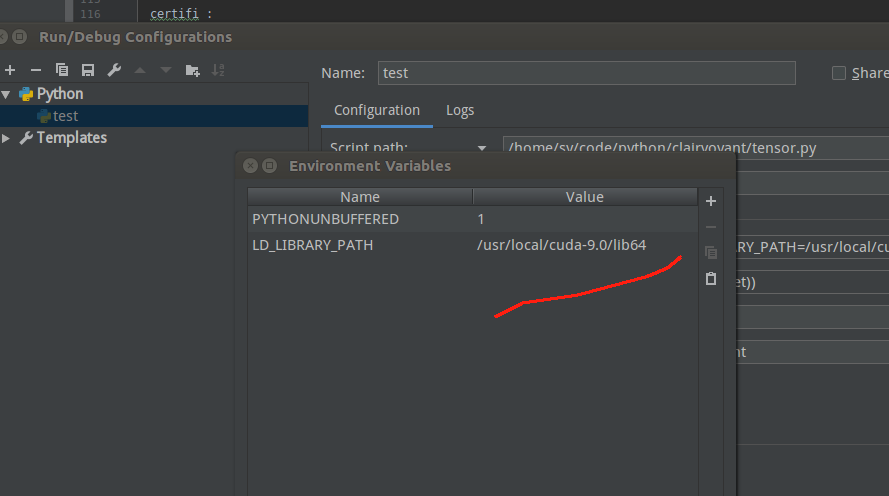 116 certifi :
Run/Debug Configurations
Name: test
Share
Python
test
Templates
Configuration Logs
Script path: /home/sy/code/python/clairvoyant/tensor.py
Environment Variables
Name Value
PYTHONUNBUFFERED 1
LD_LIBRARY_PATH /usr/local/cuda-9.0/lib64
RY_PATH=/usr/local/cu
et))
nt